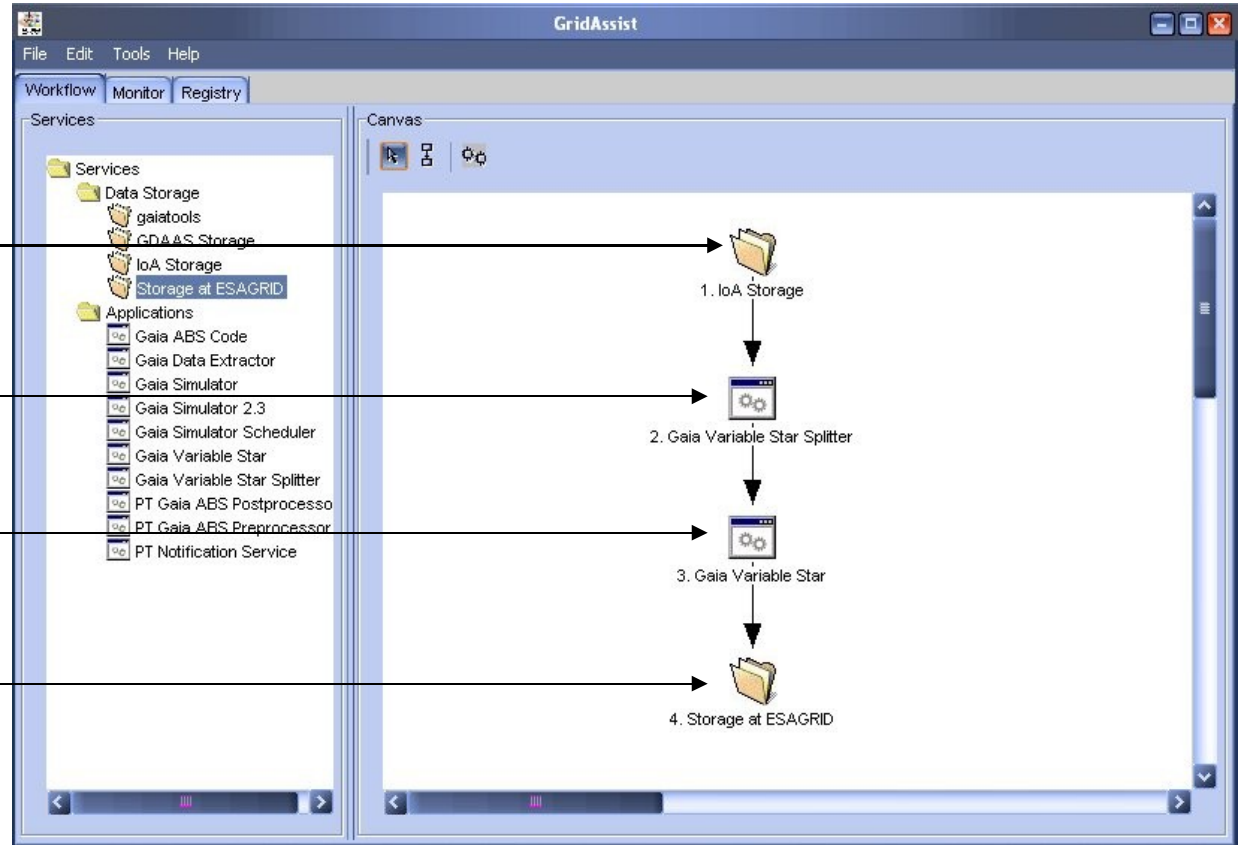 GridAssist
File Edit Tools Help
Workflow Monitor Registry
Services
Services
Data Storage
gaiatools
GDAAS Storage
IoA Storage
Storage at ESAGRID
Applications
Gaia ABS Code
Gaia Data Extractor
Gaia Simulator
Gaia Simulator 2.3
Gaia Simulator Scheduler
Gaia Variable Star
Gaia Variable Star Splitter
PT Gaia ABS Postprocesso
PT Gaia ABS Preprocessor
PT Notification Service
Canvas
1. IoA Storage
2. Gaia Variable Star Splitter
3. Gaia Variable Star
4. Storage at ESAGRID